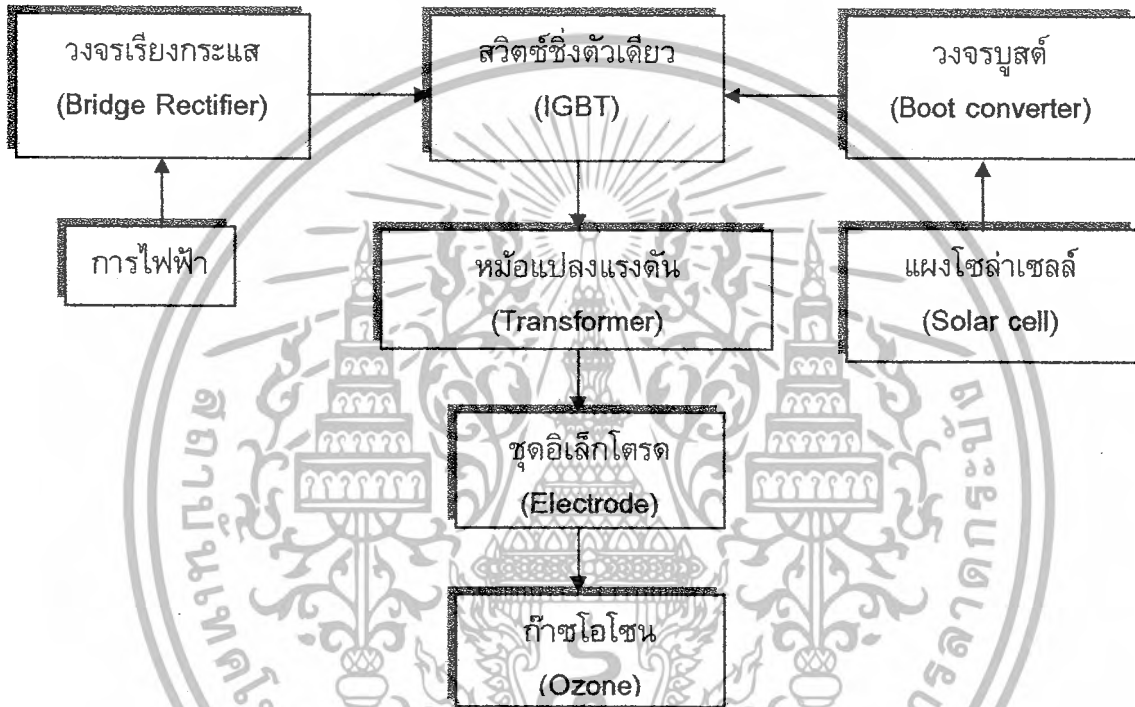 วงจรเรียงกระแส
(Bridge Rectifier)
สวิตซ์ชิ่งตัวเดียว
(IGBT)
วงจรบูสต์
(Boot converter)
การไฟฟ้า
หม้อแปลงแรงดัน
(Transformer)
แผงโซล่าเซลล์
(Solar cell)
ชุดอิเล็กโตรด
(Electrode)
ก๊าซโอโซน
(Ozone)